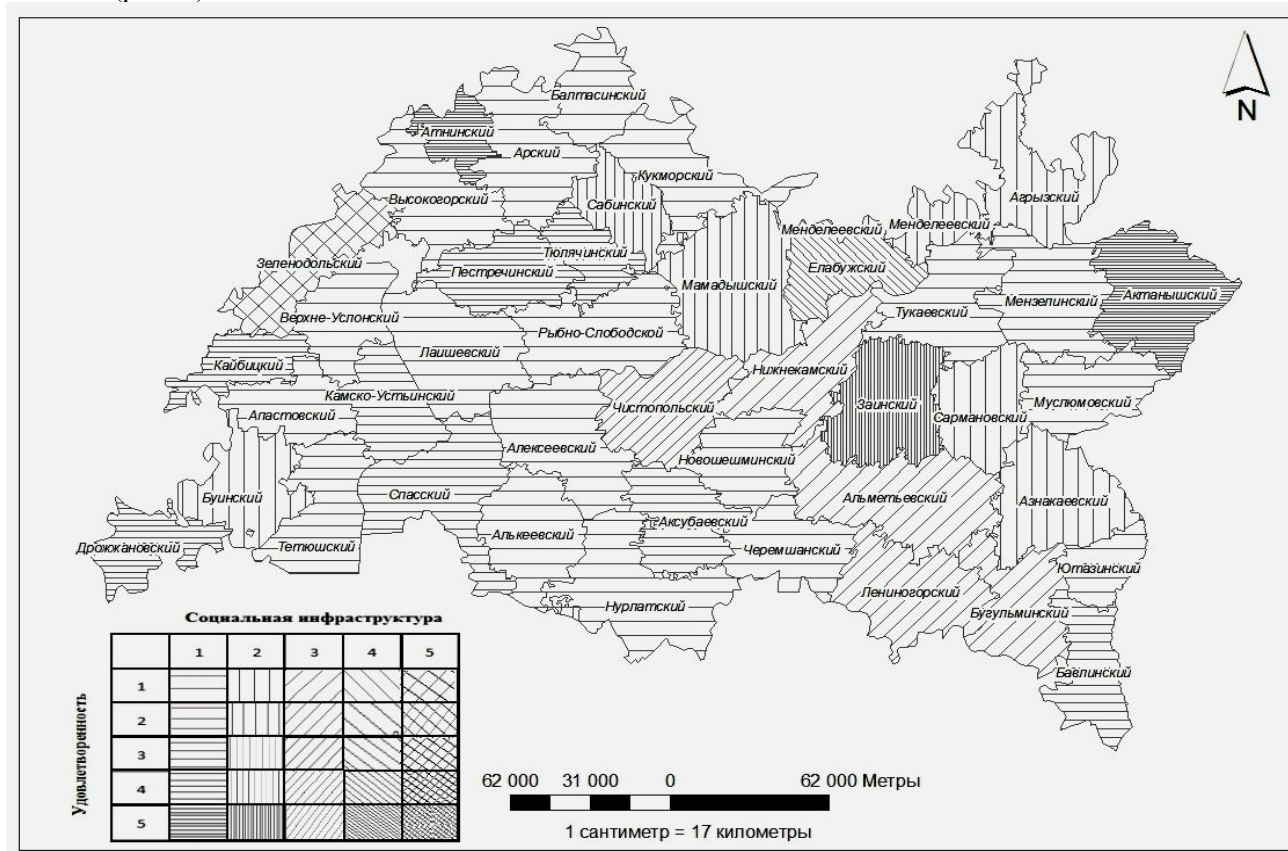 Балтасинский
Атнинский
Арский
Кукморский
Высокогорский
Сабинский
Агрызский
Менделеевский
Менделеевский
Зеленодольский
Тюлячинский
Пестречинский
Елабужский
Мамадышский
Мензелинский
Актанышский
Тукаевский
Верхне-Услонский
Рыбно-Слободской
Лаишевский
Кайбицкий
Нижнекамский
Камско-Устьинский
Чистопольский
Заинский
Сармановский
Муслюмовский
Апастовский
Алексеевский
Новошешминский
Буинский
Спасский
Альметьевский
Азнакаевский
Дрожжановский
Тетюшский
Алькеевский
Аксубаевский
Черемшанский
Ютазинский
Лениногорский
Нурлатский
Бугульминский
Бавлинский
N
Социальная инфраструктура
1 2 3 4 5
Удовлетворенность
1
2
3
4
5
62 000 31 000 0 62 000 Метры
1 сантиметр = 17 километры